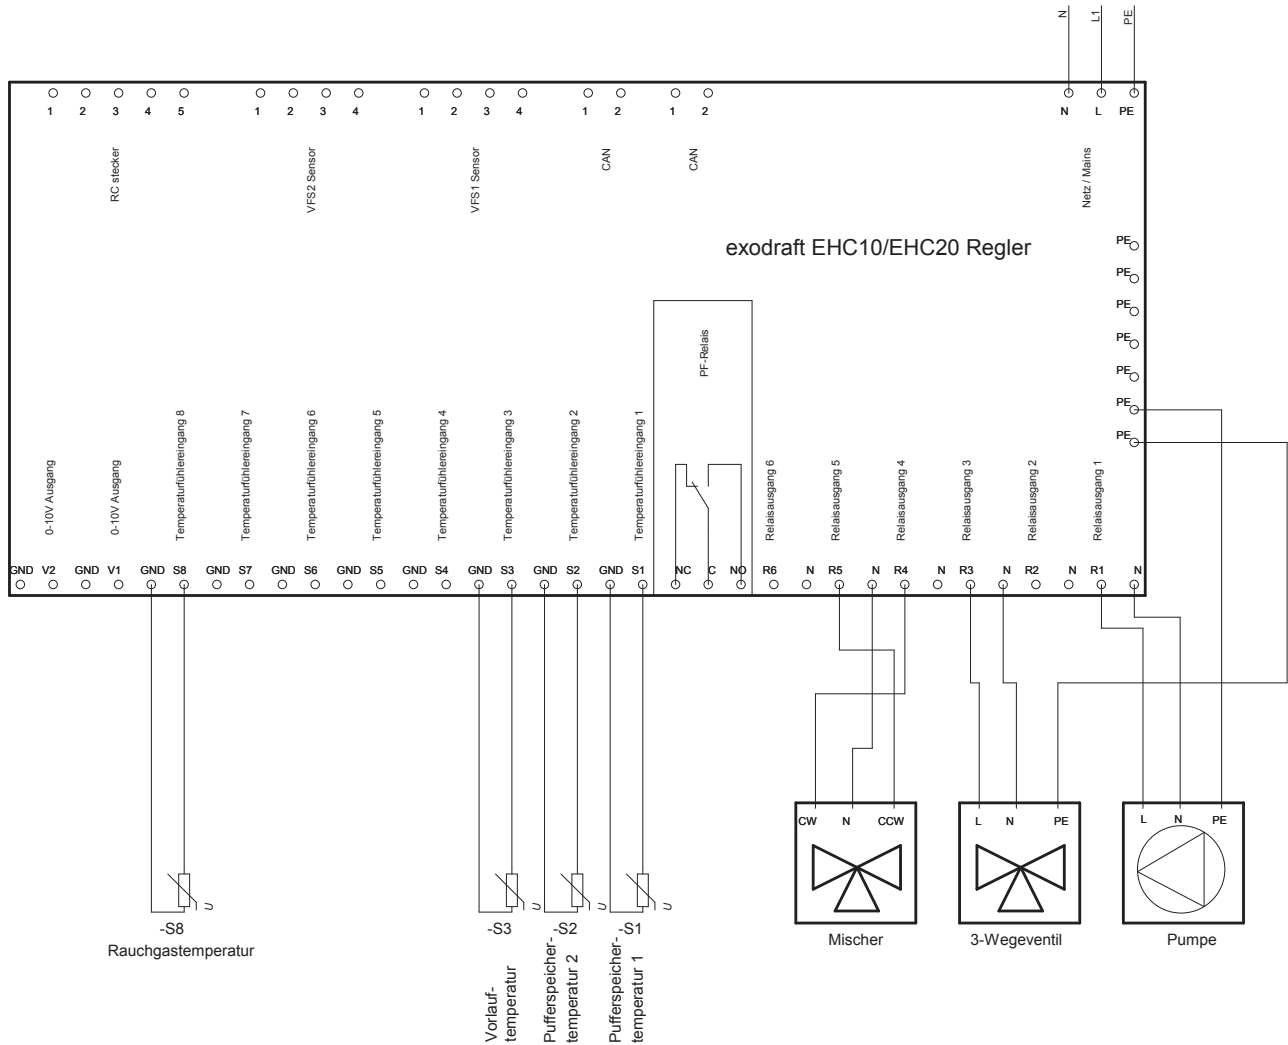 N L1 PE
1 2 3 4 5 1 2 3 4 1 2 3 4 1 2 1 2 N L PE
RC stecker
VFS2 Sensor
VFS1 Sensor
CAN
CAN
Netz / Mains
exodraft EHC10/EHC20 Regler
PE
PE
PE
PE
PE
PE
PE
PF-Relais
0-10V Ausgang
0-10V Ausgang
Temperaturfühlereingang 8
Temperaturfühlereingang 7
Temperaturfühlereingang 6
Temperaturfühlereingang 5
Temperaturfühlereingang 4
Temperaturfühlereingang 3
Temperaturfühlereingang 2
Temperaturfühlereingang 1
Relaisausgang 6
Relaisausgang 5
Relaisausgang 4
Relaisausgang 3
Relaisausgang 2
Relaisausgang 1
GND V2 GND V1 GND S8 GND S7 GND S6 GND S5 GND S4 GND S3 GND S2 GND S1 NC C NO R6 N R5 N R4 N R3 N R2 N R1 N
CW N CCW
L N PE
L N PE
U U U U
-S8
Rauchgastemperatur
-S3
Vorlauf-
temperatur
-S2
Pufferspeicher-
temperatur 2
-S1
Pufferspeicher-
temperatur 1
Mischer
3-Wegeventil
Pumpe